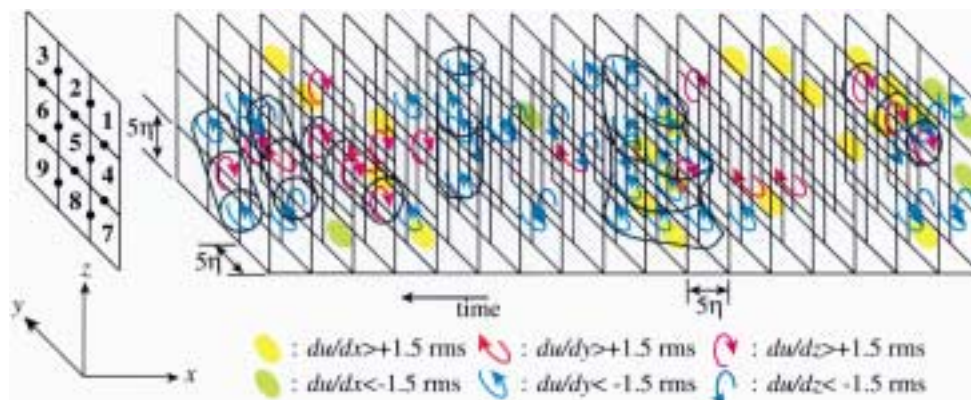 3
2
1
6
5
4
9
8
7
5η
5η
5η
time
z
y
x
: du/dx>+1.5 rms
: du/dy>+1.5 rms
: du/dz>+1.5 rms
: du/dx<-1.5 rms
: du/dy< -1.5 rms
: du/dz< -1.5 rms